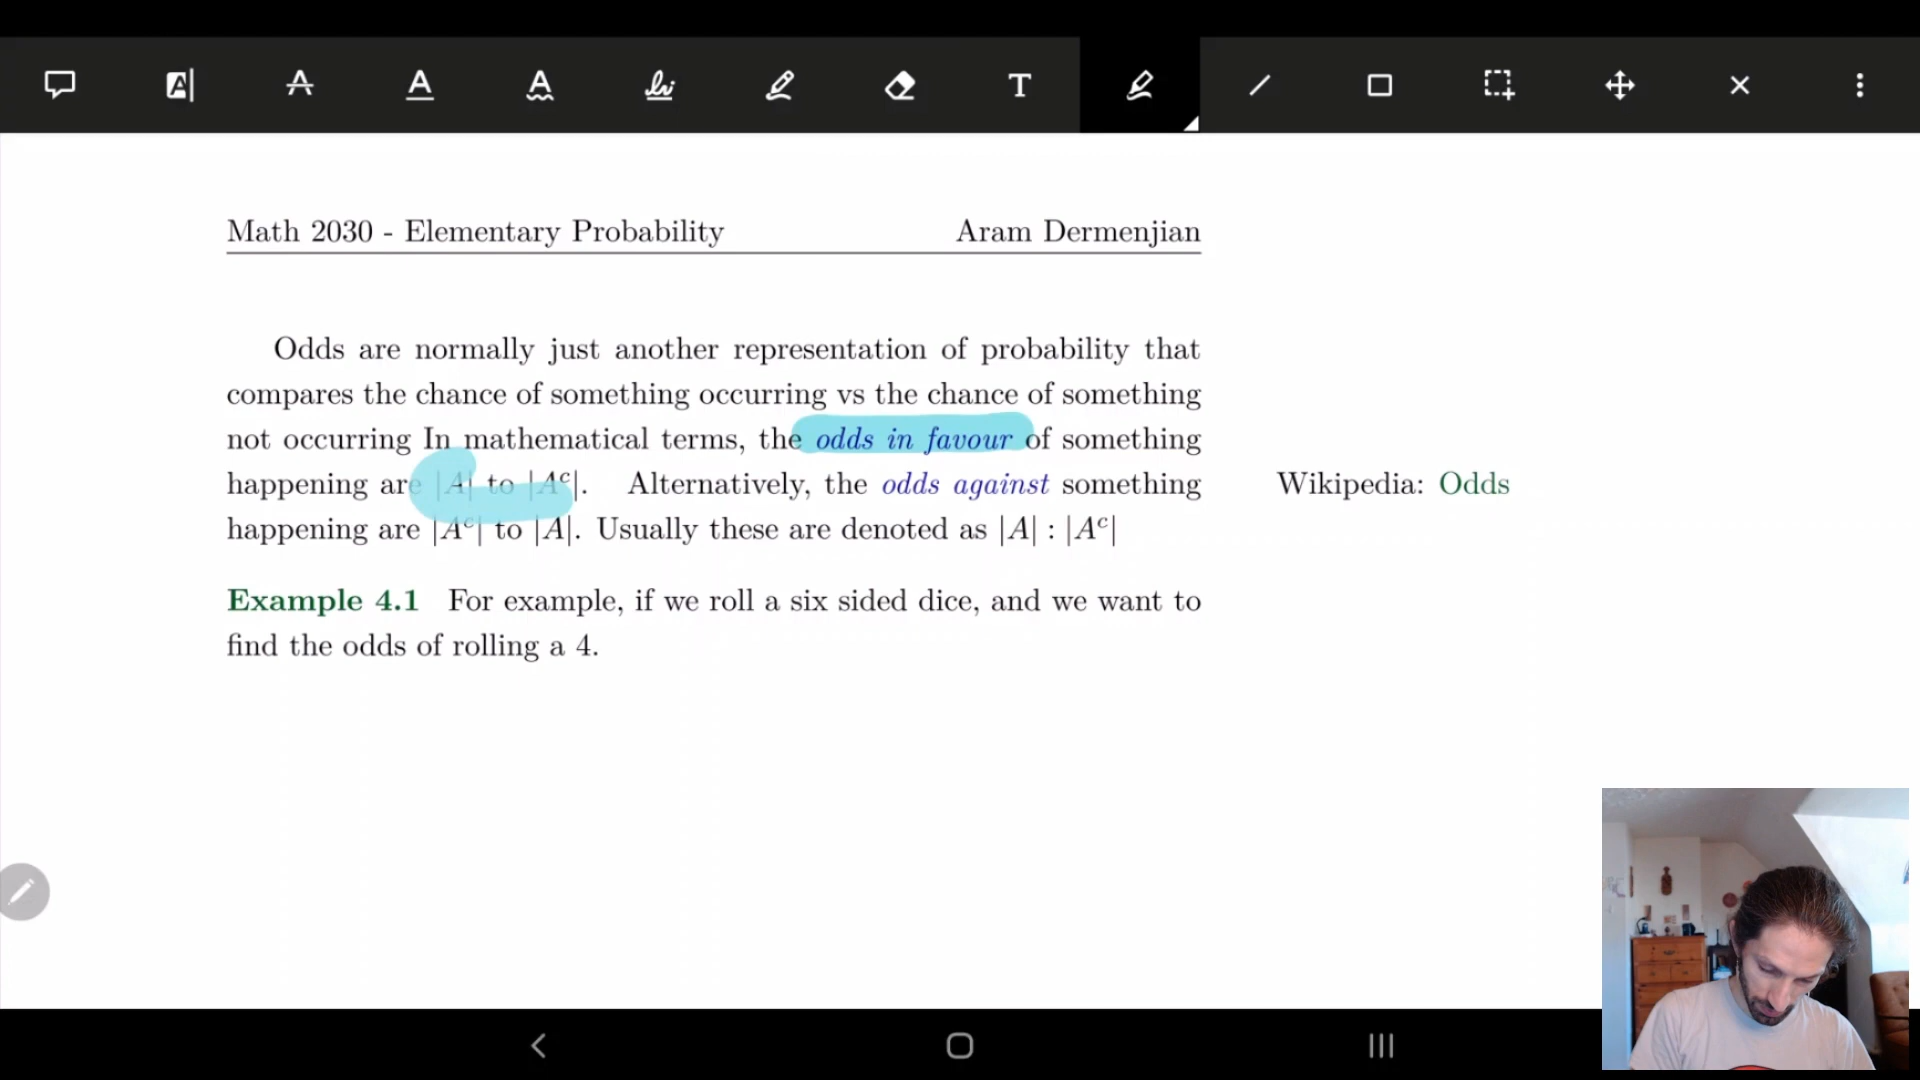 Math 2030 - Elementary Probability Aram Dermenjian
Odds are normally just another representation of probability that
compares the chance of something occurring vs the chance of something
not occurring In mathematical terms, the odds in favour of something
happening are |A| to |Aᶜ|. Alternatively, the odds against something
Wikipedia: Odds
happening are |Aᶜ| to |A|. Usually these are denoted as |A| : |Aᶜ|
Example 4.1 For example, if we roll a six sided dice, and we want to
find the odds of rolling a 4.